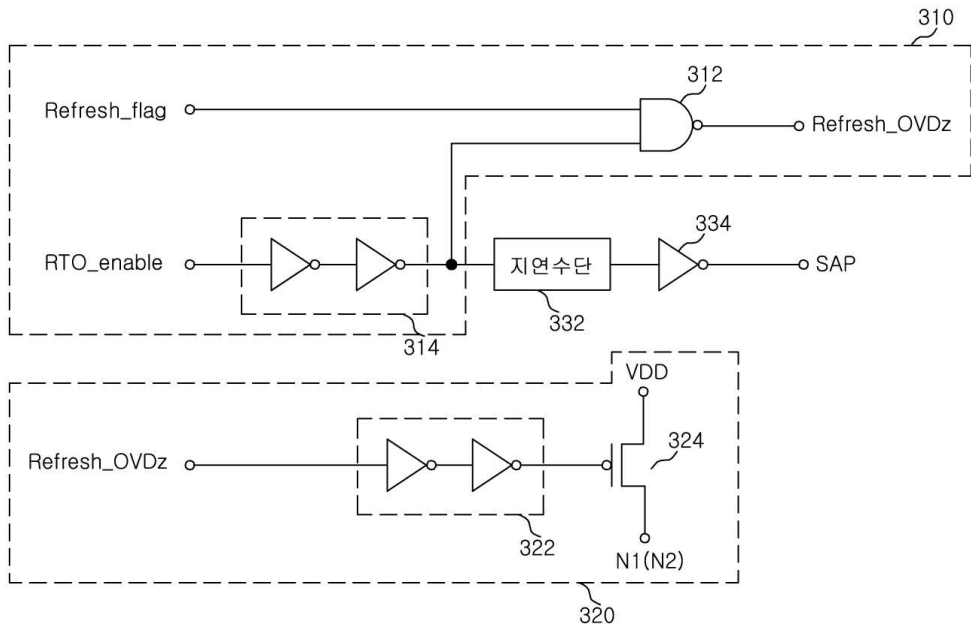 310
312
Refresh_flag
Refresh_OVDz
334
RTO_enable
지연수단
SAP
332
314
VDD
Refresh_OVDz
324
322
N1(N2)
320